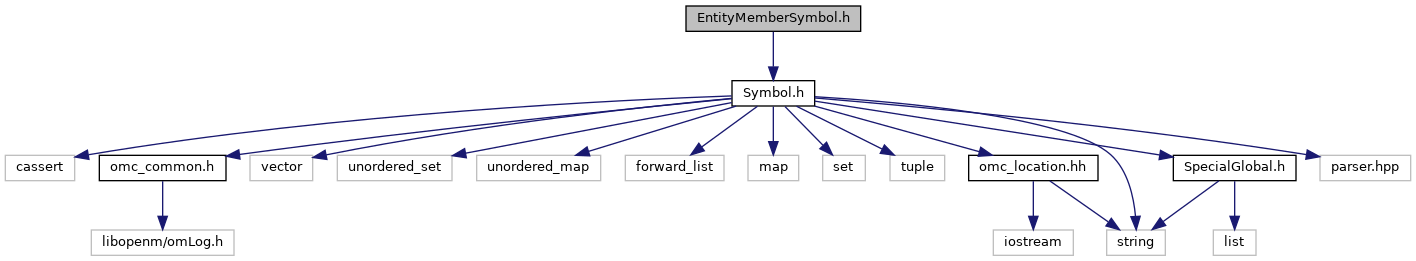 EntityMemberSymbol.h
Symbol.h
cassert
omc_common.h
vector
unordered_set
unordered_map
forward_list
map
set
tuple
omc_location.hh
SpecialGlobal.h
parser.hpp
libopenm/omLog.h
iostream
string
list